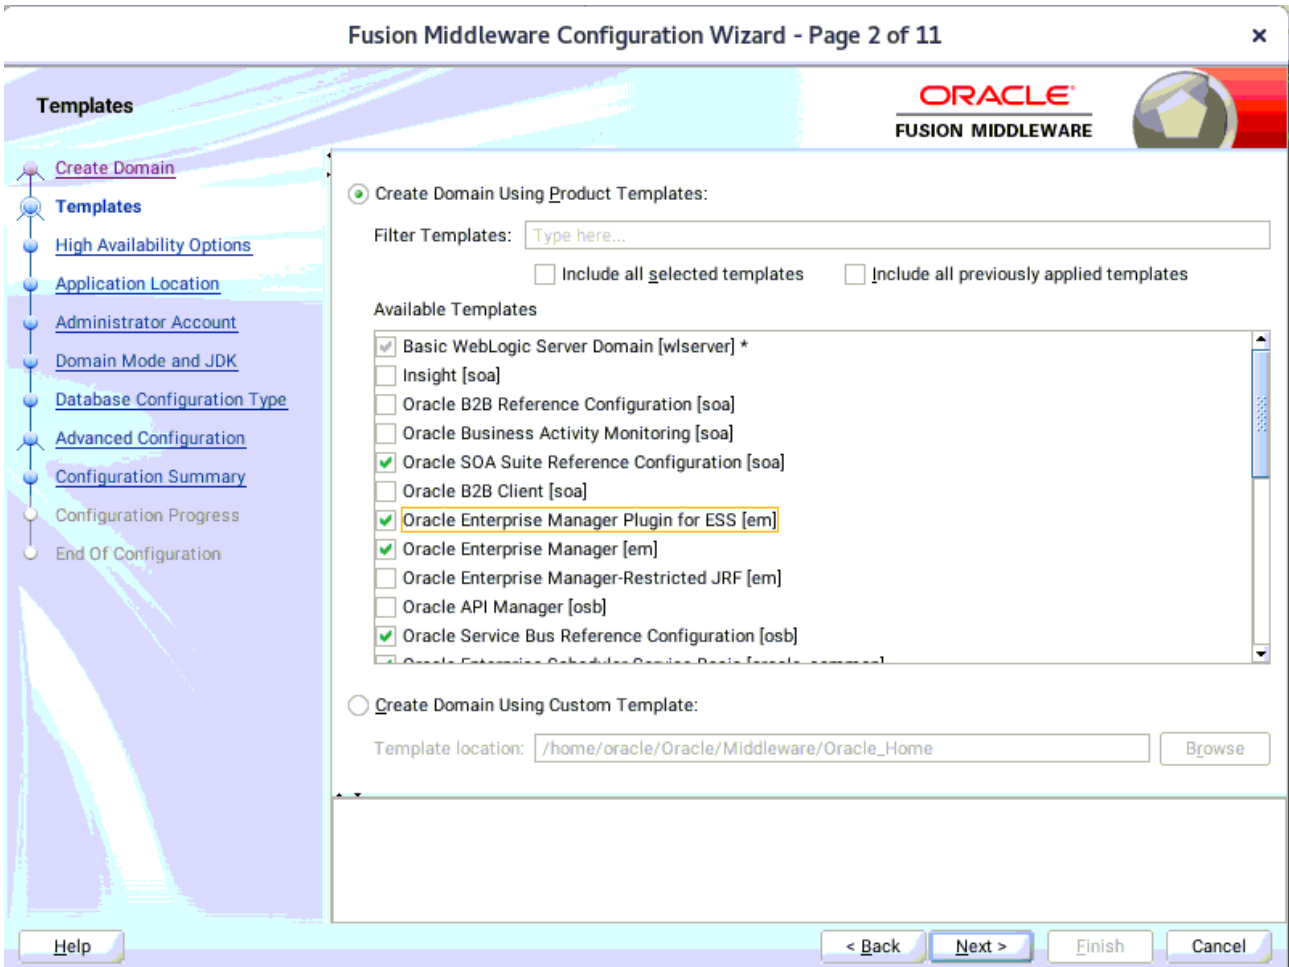 Fusion Middleware Configuration Wizard - Page 2 of 11
Templates
ORACLE
FUSION MIDDLEWARE
Create Domain
Templates
High Availability Options
Application Location
Administrator Account
Domain Mode and JDK
Database Configuration Type
Advanced Configuration
Configuration Summary
Configuration Progress
End Of Configuration
Create Domain Using Product Templates:
Filter Templates: Type here...
Include all selected templates Include all previously applied templates
Available Templates
Basic WebLogic Server Domain [wlserver] *
Insight [soa]
Oracle B2B Reference Configuration [soa]
Oracle Business Activity Monitoring [soa]
Oracle SOA Suite Reference Configuration [soa]
Oracle B2B Client [soa]
Oracle Enterprise Manager Plugin for ESS [em]
Oracle Enterprise Manager [em]
Oracle Enterprise Manager-Restricted JRF [em]
Oracle API Manager [osb]
Oracle Service Bus Reference Configuration [osb]
Oracle Enterprise Scheduler Service Basic [oracle_common]
Create Domain Using Custom Template:
Template location: /home/oracle/Oracle/Middleware/Oracle_Home Browse
Help < Back Next > Finish Cancel